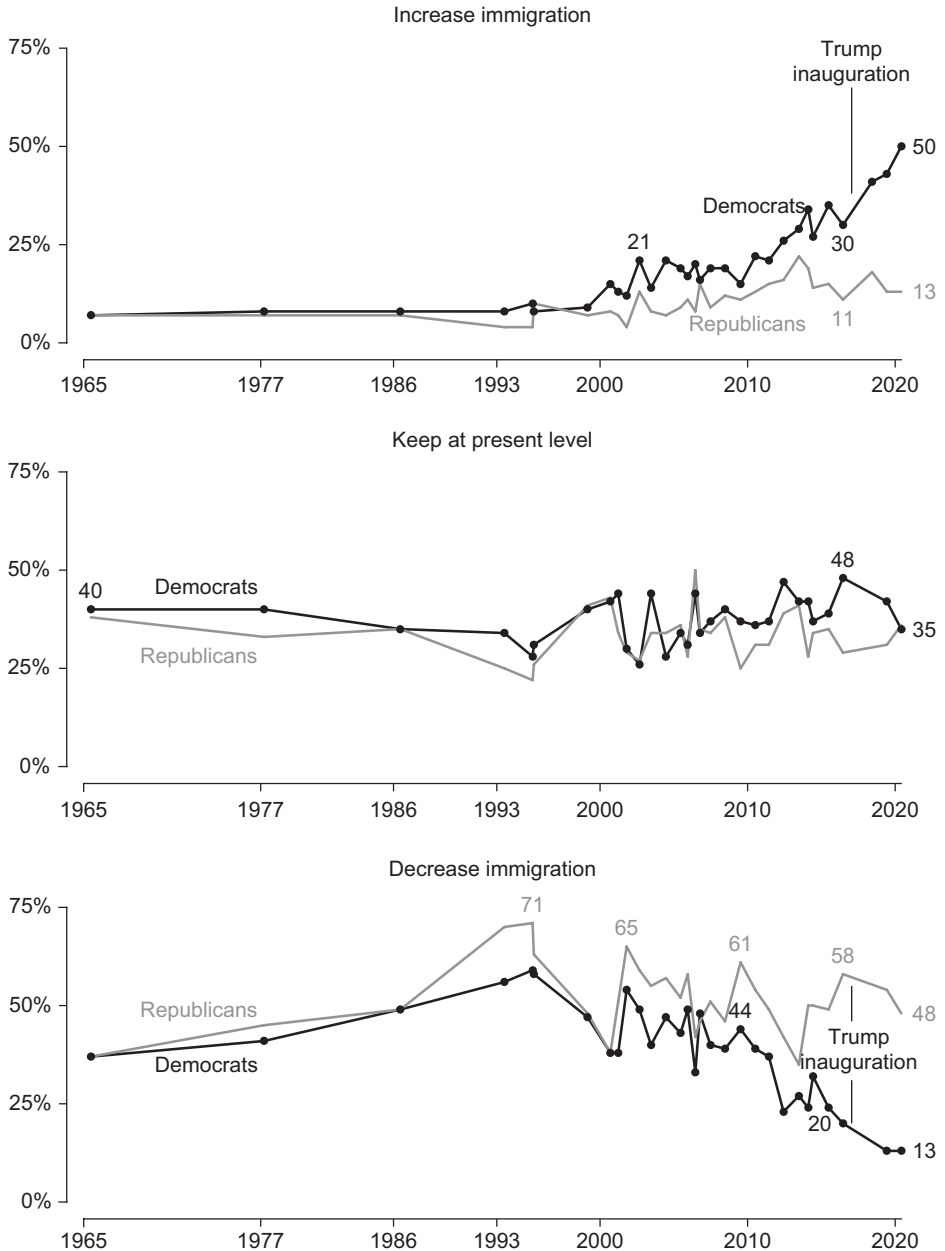 Increase immigration
75%
Trump
inauguration
50%
50
Democrats
21
30
25%
13
Republicans
11
0%
1965 1977 1986 1993 2000 2010 2020
Keep at present level
75%
50%
48
40
Democrats
35
Republicans
25%
0%
1965 1977 1986 1993 2000 2010 2020
Decrease immigration
75%
71
65
61
58
50%
Republicans
44
48
Trump
inauguration
Democrats
25%
20
13
0%
1965 1977 1986 1993 2000 2010 2020